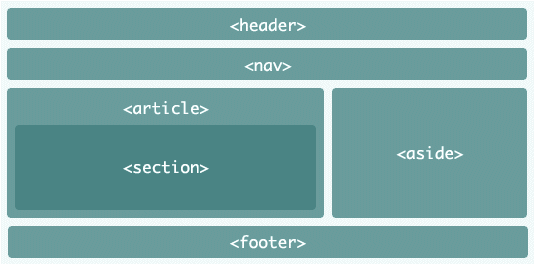 <header>
<nav>
<article>
<section>
<aside>
<footer>